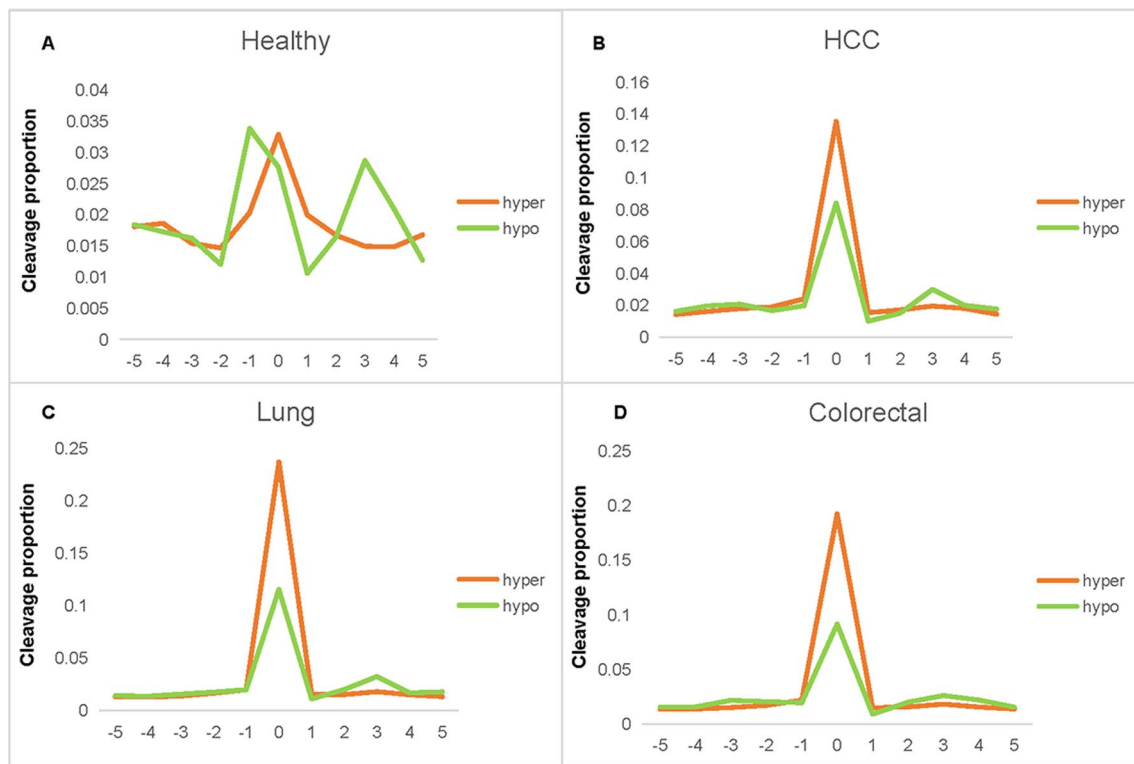 A
Healthy
Cleavage proportion
0.04
0.035
0.03
0.025
0.02
0.015
0.01
0.005
0
-5 -4 -3 -2 -1 0 1 2 3 4 5
hyper
hypo
B
HCC
Cleavage proportion
0.16
0.14
0.12
0.1
0.08
0.06
0.04
0.02
0
-5 -4 -3 -2 -1 0 1 2 3 4 5
hyper
hypo
C
Lung
Cleavage proportion
0.25
0.2
0.15
0.1
0.05
0
-5 -4 -3 -2 -1 0 1 2 3 4 5
hyper
hypo
D
Colorectal
Cleavage proportion
0.25
0.2
0.15
0.1
0.05
0
-5 -4 -3 -2 -1 0 1 2 3 4 5
hyper
hypo